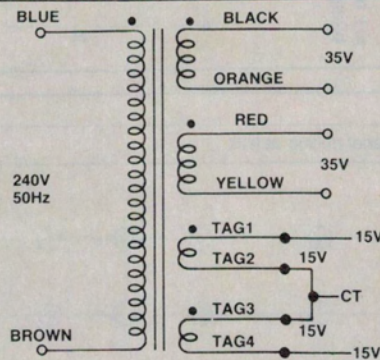 BLUE
BLACK
35V
ORANGE
RED
35V
YELLOW
240V
50Hz
TAG1
15V
TAG2
15V
CT
TAG3
15V
BROWN
TAG4
15V